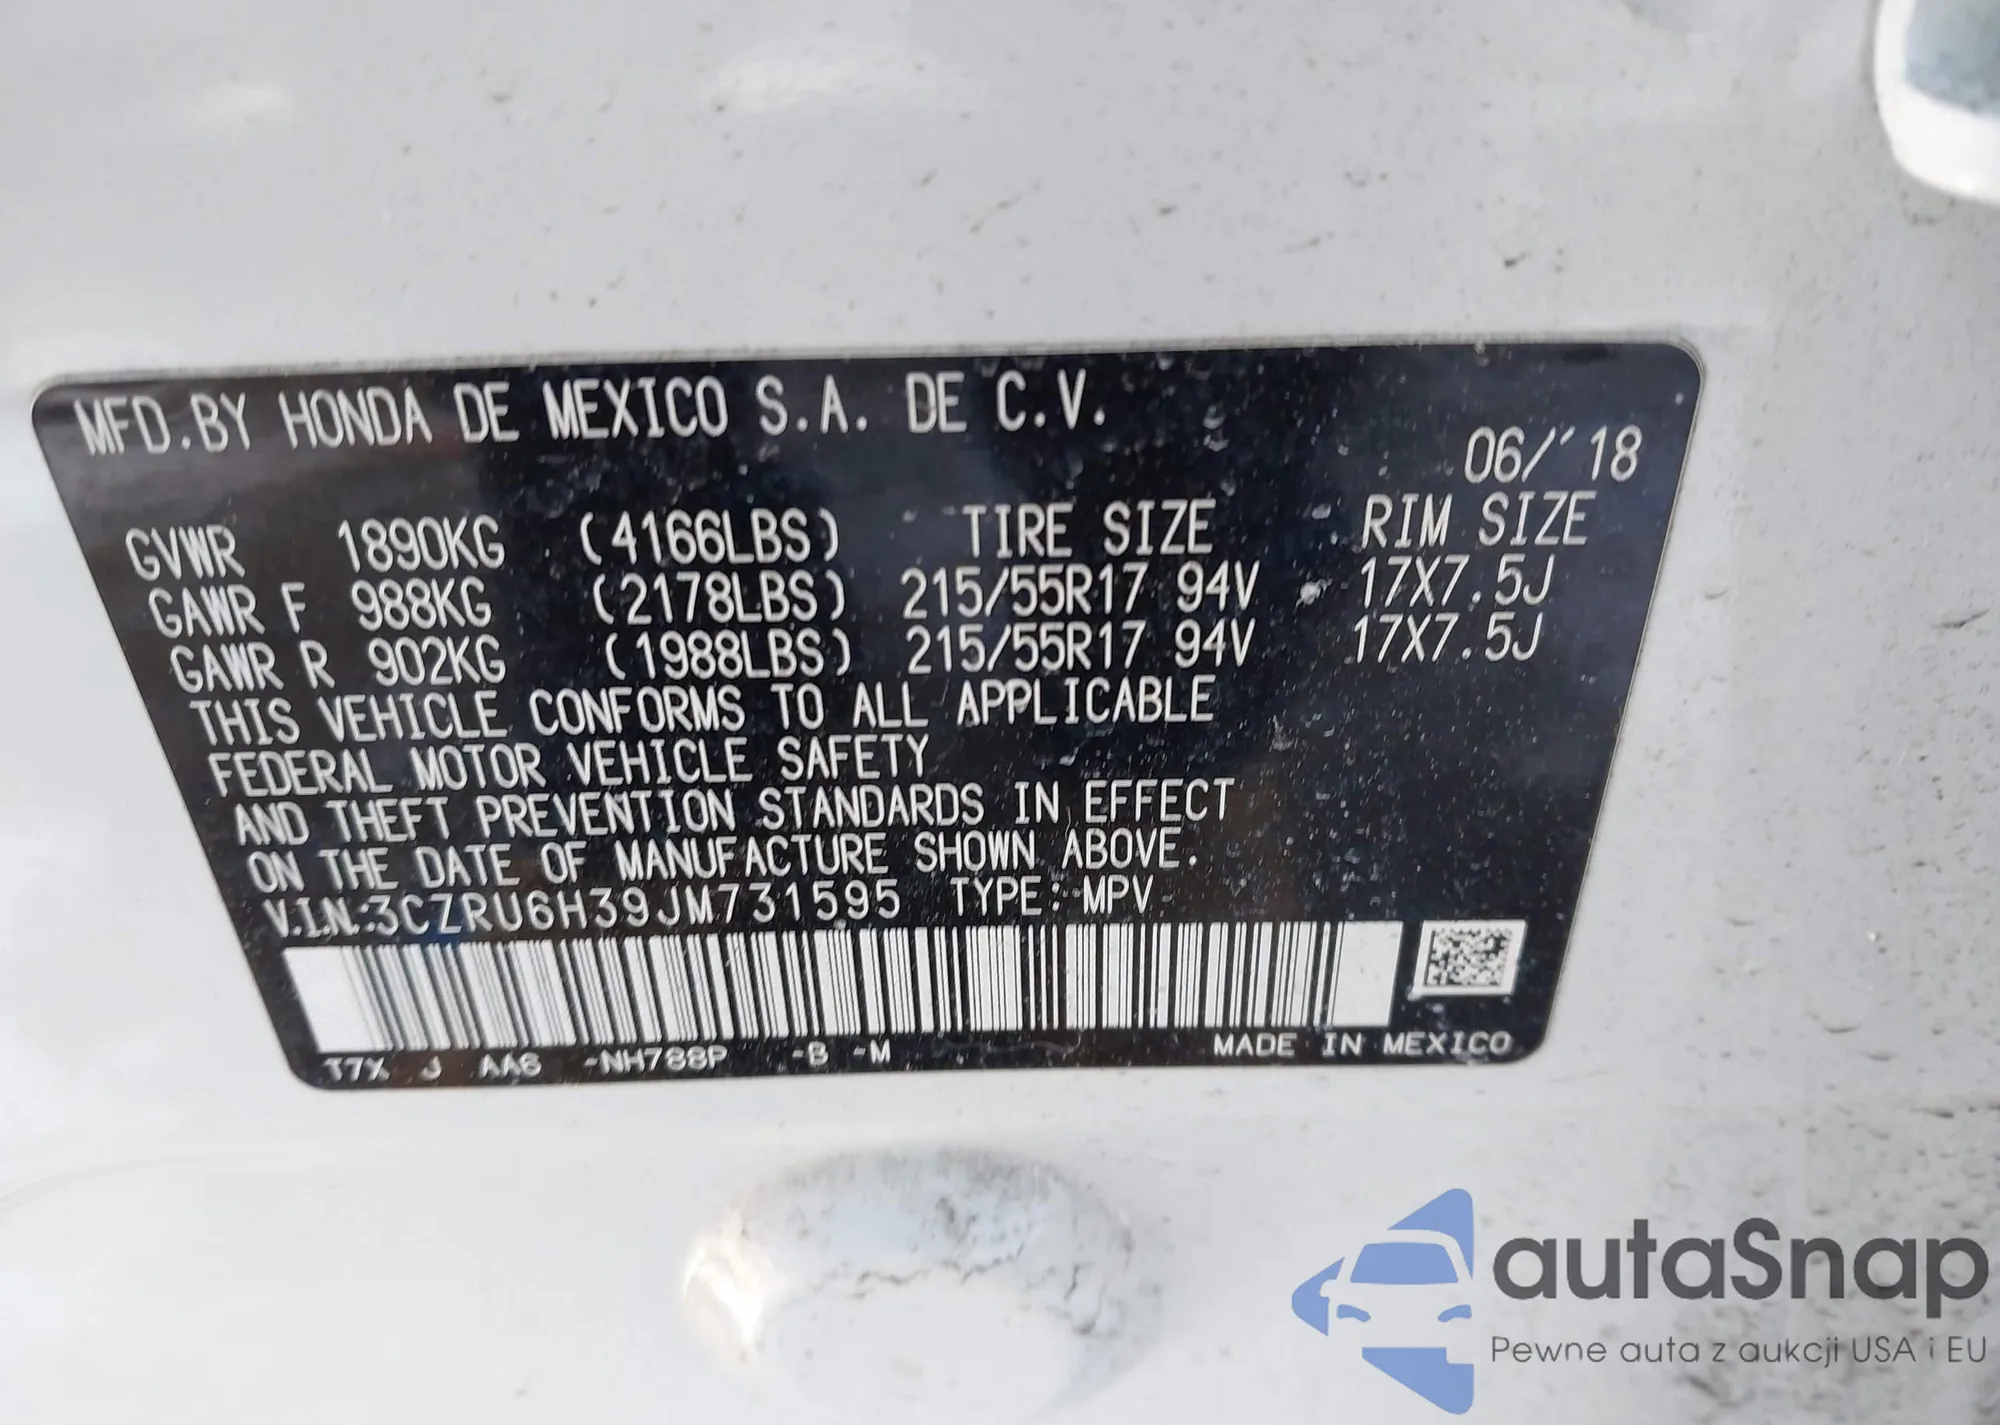 MFD.BY HONDA DE MEXICO S.A. DE C.V.
06/'18
GVWR 1890KG (4166LBS) TIRE SIZE RIM SIZE
GAWR F 988KG (2178LBS) 215/55R17 94V 17X7.5J
GAWR R 902KG (1988LBS) 215/55R17 94V 17X7.5J
THIS VEHICLE CONFORMS TO ALL APPLICABLE
FEDERAL MOTOR VEHICLE SAFETY
AND THEFT PREVENTION STANDARDS IN EFFECT
ON THE DATE OF MANUFACTURE SHOWN ABOVE.
V.I.N.:3CZRU6H39JM731595 TYPE: MPV
T7X J AA6 -NH788P -B -M MADE IN MEXICO
autaSnap
Pewne auta z aukcji USA i EU